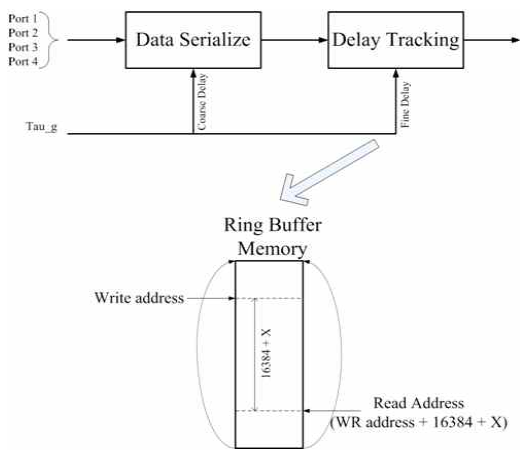 Port 1
Port 2
Port 3
Port 4
Data Serialize
Delay Tracking
Coarse Delay
Fine Delay
Tau_g
Ring Buffer
Memory
Write address
16384 + X
Read Address
(WR address + 16384 + X)